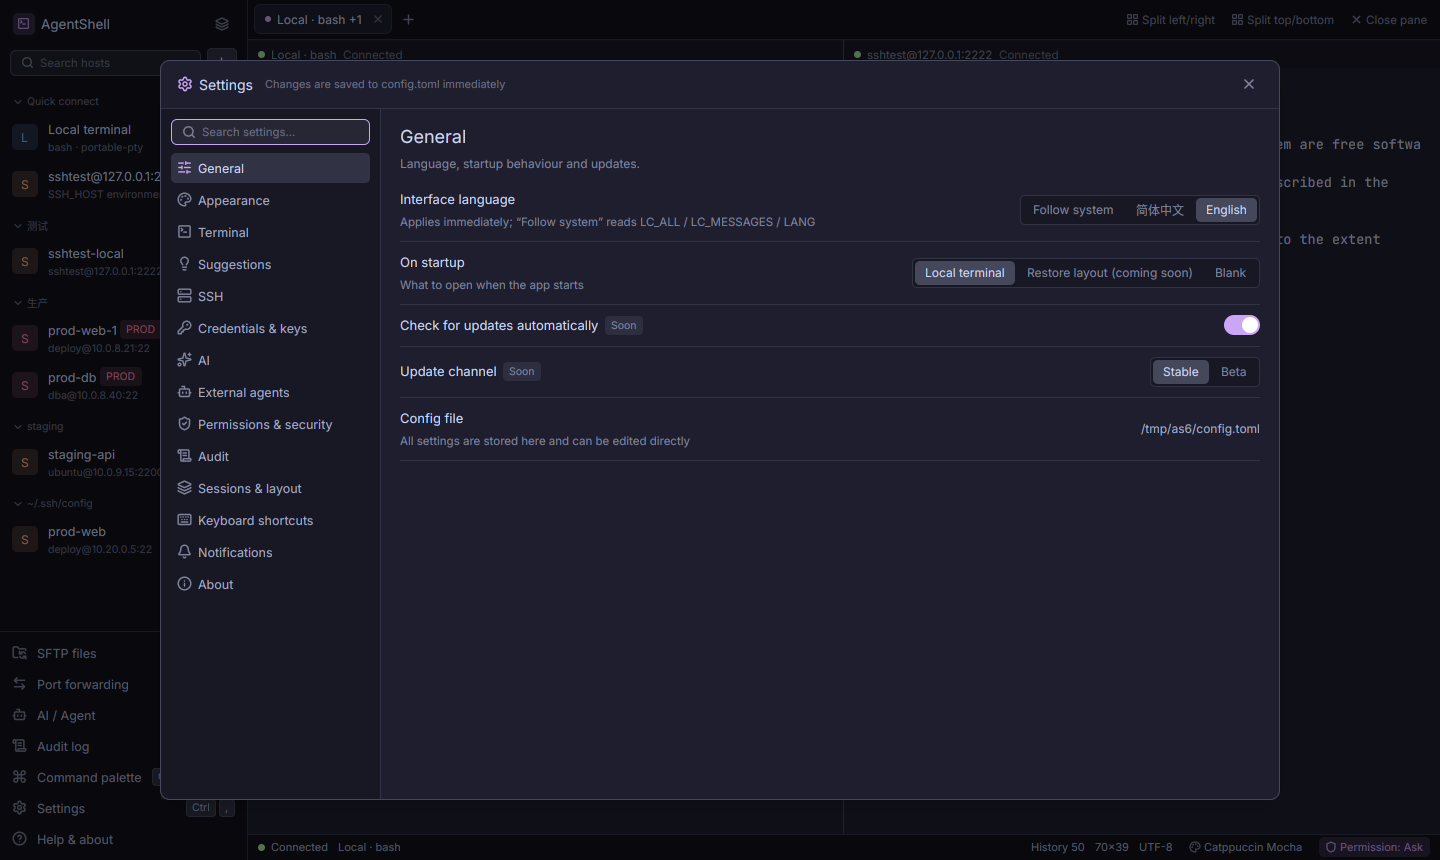 AgentShell
Search hosts
Quick connect
L
Local terminal
bash · portable-pty
S
sshtest@127.0.0.1:2
SSH_HOST environme
测试
S
sshtest-local
sshtest@127.0.0.1:2222
生产
S
prod-web-1 PROD
deploy@10.0.8.21:22
S
prod-db PROD
dba@10.0.8.40:22
staging
S
staging-api
ubuntu@10.0.9.15:2200
~/.ssh/config
S
prod-web
deploy@10.20.0.5:22
SFTP files
Port forwarding
AI / Agent
Audit log
Command palette
Settings Ctrl ,
Help & about
Local · bash +1
Split left/right Split top/bottom Close pane
Local · bash Connected
sshtest@127.0.0.1:2222 Connected
em are free softwa
scribed in the
to the extent
Settings Changes are saved to config.toml immediately
Search settings...
General
Appearance
Terminal
Suggestions
SSH
Credentials & keys
AI
External agents
Permissions & security
Audit
Sessions & layout
Keyboard shortcuts
Notifications
About
General
Language, startup behaviour and updates.
Interface language
Applies immediately; “Follow system” reads LC_ALL / LC_MESSAGES / LANG
Follow system 简体中文 English
On startup
What to open when the app starts
Local terminal Restore layout (coming soon) Blank
Check for updates automatically Soon
Update channel Soon
Stable Beta
Config file
All settings are stored here and can be edited directly
/tmp/as6/config.toml
Connected Local · bash
History 50 70×39 UTF-8 Catppuccin Mocha Permission: Ask